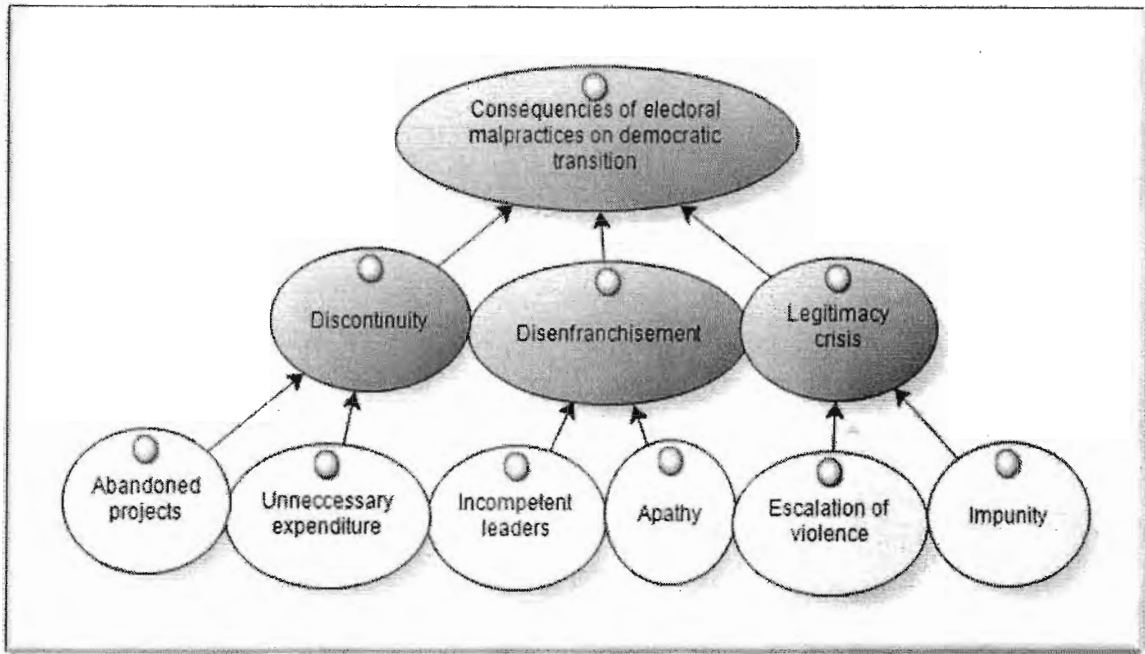 Consequencies of electoral
malpractices on democratic
transition
Discontinuity
Disenfranchisement
Legitimacy
crisis
Abandoned
projects
Unneccessary
expenditure
Incompetent
leaders
Apathy
Escalation of
violence
Impunity